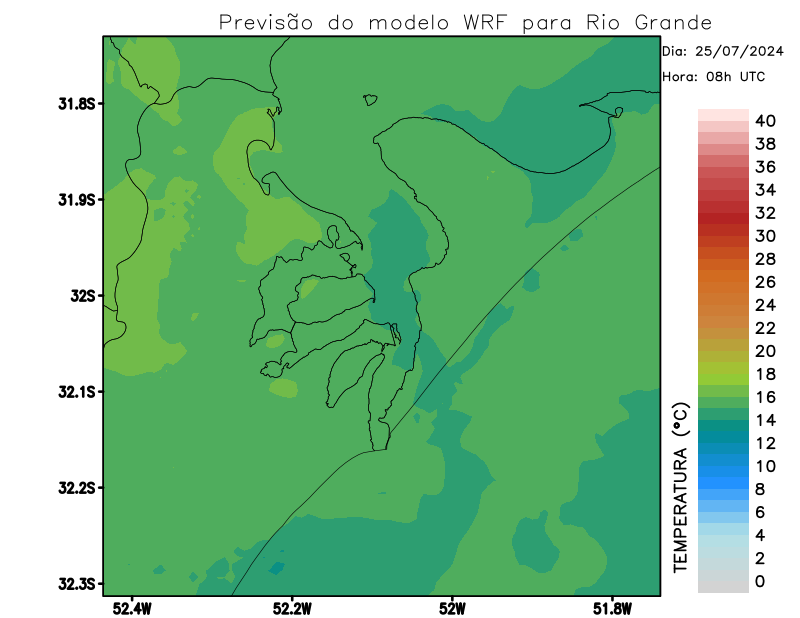 Previsão do modelo WRF para Rio Grande
Dia: 25/07/2024
Hora: 08h UTC
31.8S
31.9S
32S
32.1S
32.2S
32.3S
52.4W
52.2W
52W
51.8W
TEMPERATURA (°C)
40
38
36
34
32
30
28
26
24
22
20
18
16
14
12
10
8
6
4
2
0